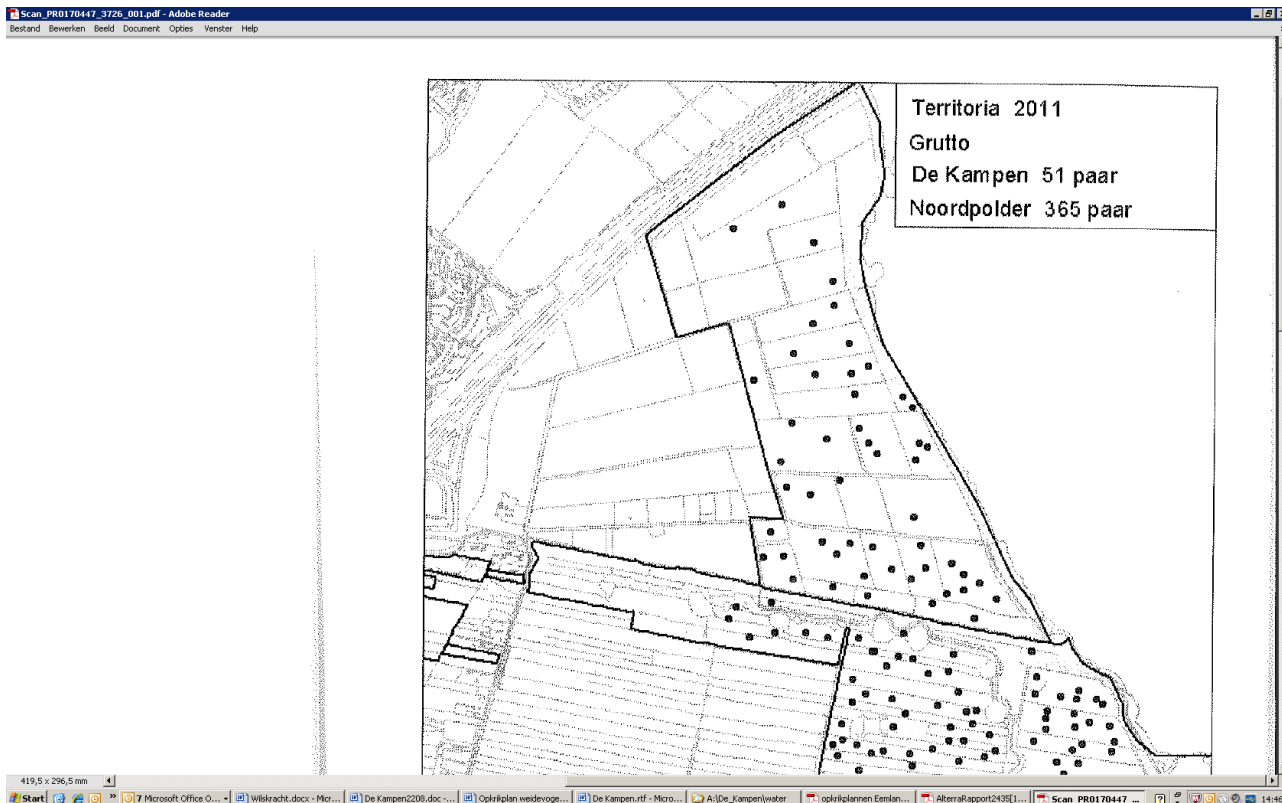 Scan_PR0170447_3726_001.pdf - Adobe Reader
Bestand Bewerken Beeld Document Opties Venster Help
Territoria 2011
Grutto
De Kampen 51 paar
Noordpolder 365 paar
419,5 x 296,5 mm
Start 7 Microsoft Office O... Wilskracht.docx - Micr... De Kampen2208.doc -... Opkrikplan weidevoge... De Kampen.rtf - Micro... A:\De_Kampen\water opkrikplannen Eemlan... AlterraRapport2435[1... Scan_PR0170447_...